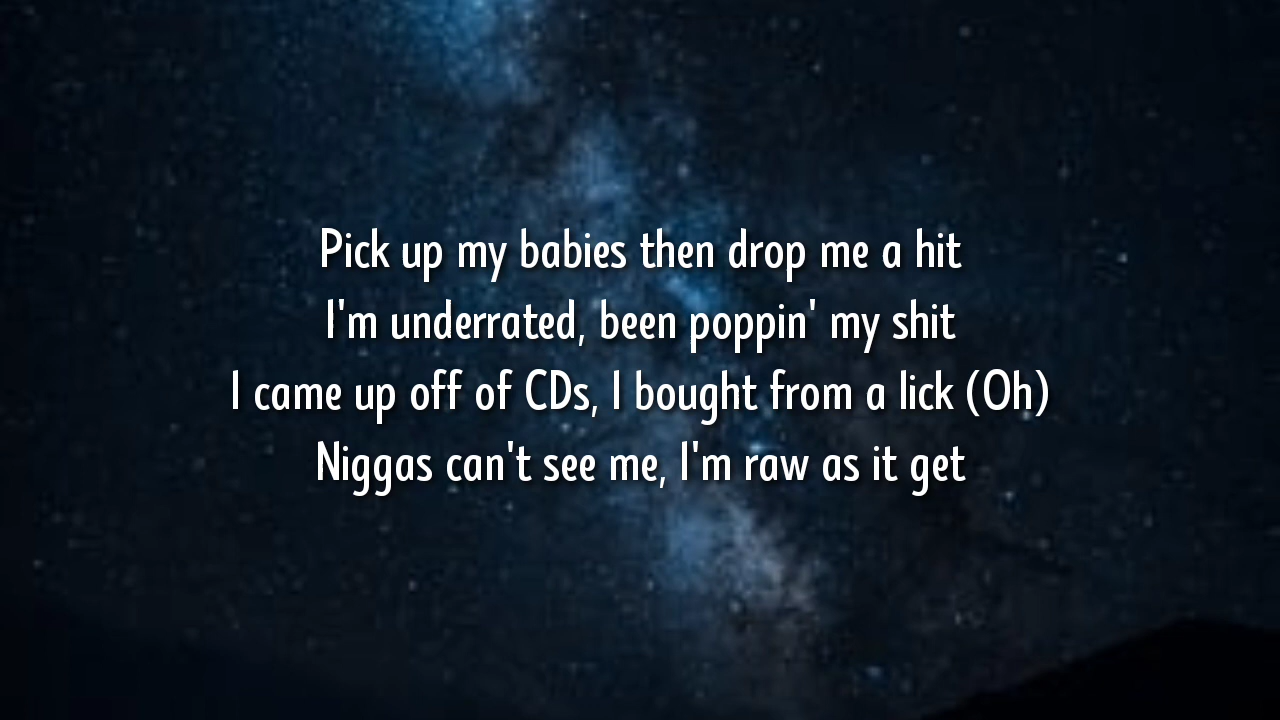 Pick up my babies then drop me a hit
I'm underrated, been poppin' my shit
I came up off of CDs, I bought from a lick (Oh)
Niggas can't see me, I'm raw as it get